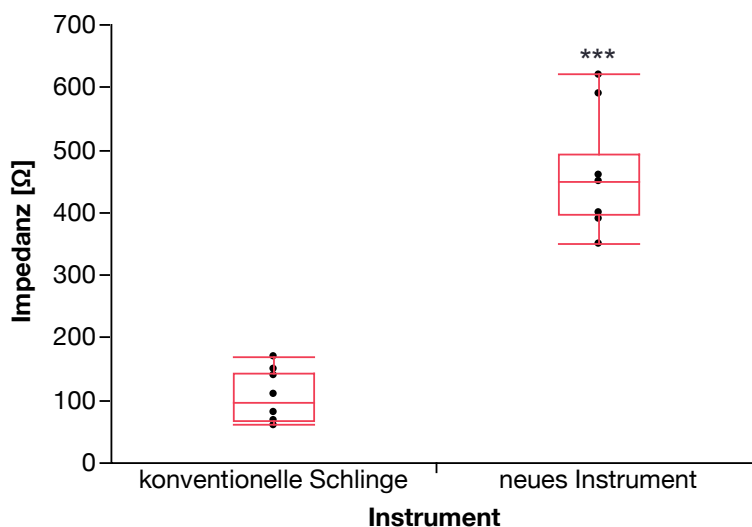 700
600
500
400
300
200
100
0
Impedanz [Ω]
***
konventionelle Schlinge
neues Instrument
Instrument